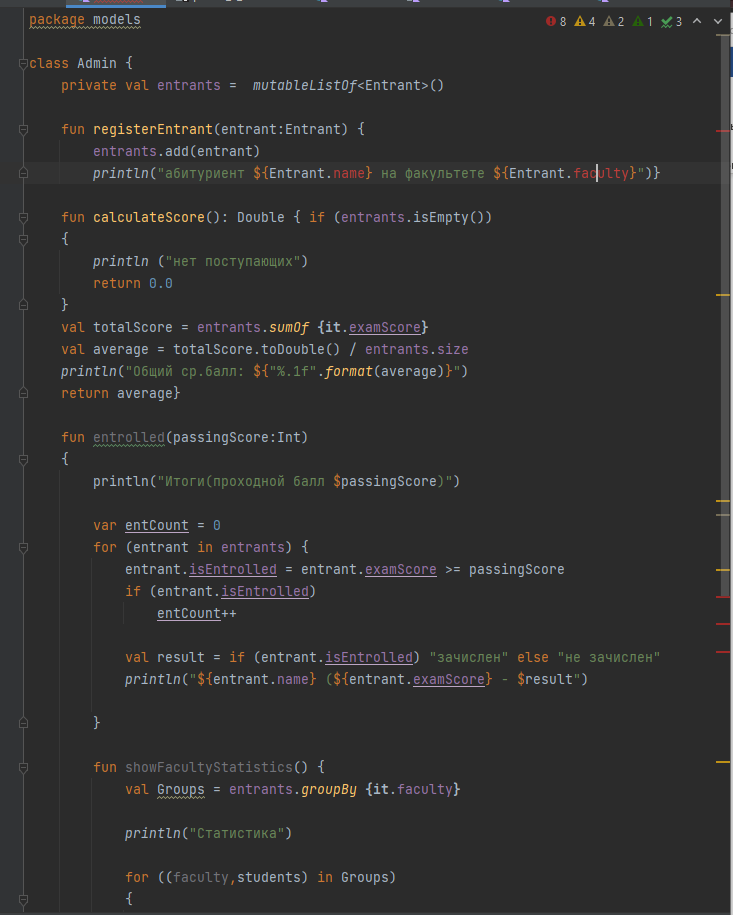 8 4 2 1 3
package models
class Admin {
private val entrants =  mutableListOf<Entrant>()
fun registerEntrant(entrant:Entrant) {
entrants.add(entrant)
println("абитуриент ${Entrant.name} на факультете ${Entrant.faculty}")}
fun calculateScore(): Double { if (entrants.isEmpty())
{
println ("нет поступающих")
return 0.0
}
val totalScore = entrants.sumOf {it.examScore}
val average = totalScore.toDouble() / entrants.size
println("Общий ср.балл: ${"%.1f".format(average)}")
return average}
fun entrolled(passingScore:Int)
{
println("Итоги(проходной балл $passingScore)")
var entCount = 0
for (entrant in entrants) {
entrant.isEntrolled = entrant.examScore >= passingScore
if (entrant.isEntrolled)
entCount++
val result = if (entrant.isEntrolled) "зачислен" else "не зачислен"
println("${entrant.name} (${entrant.examScore} - $result")
}
fun showFacultyStatistics() {
val Groups = entrants.groupBy {it.faculty}
println("Статистика")
for ((faculty,students) in Groups)
{